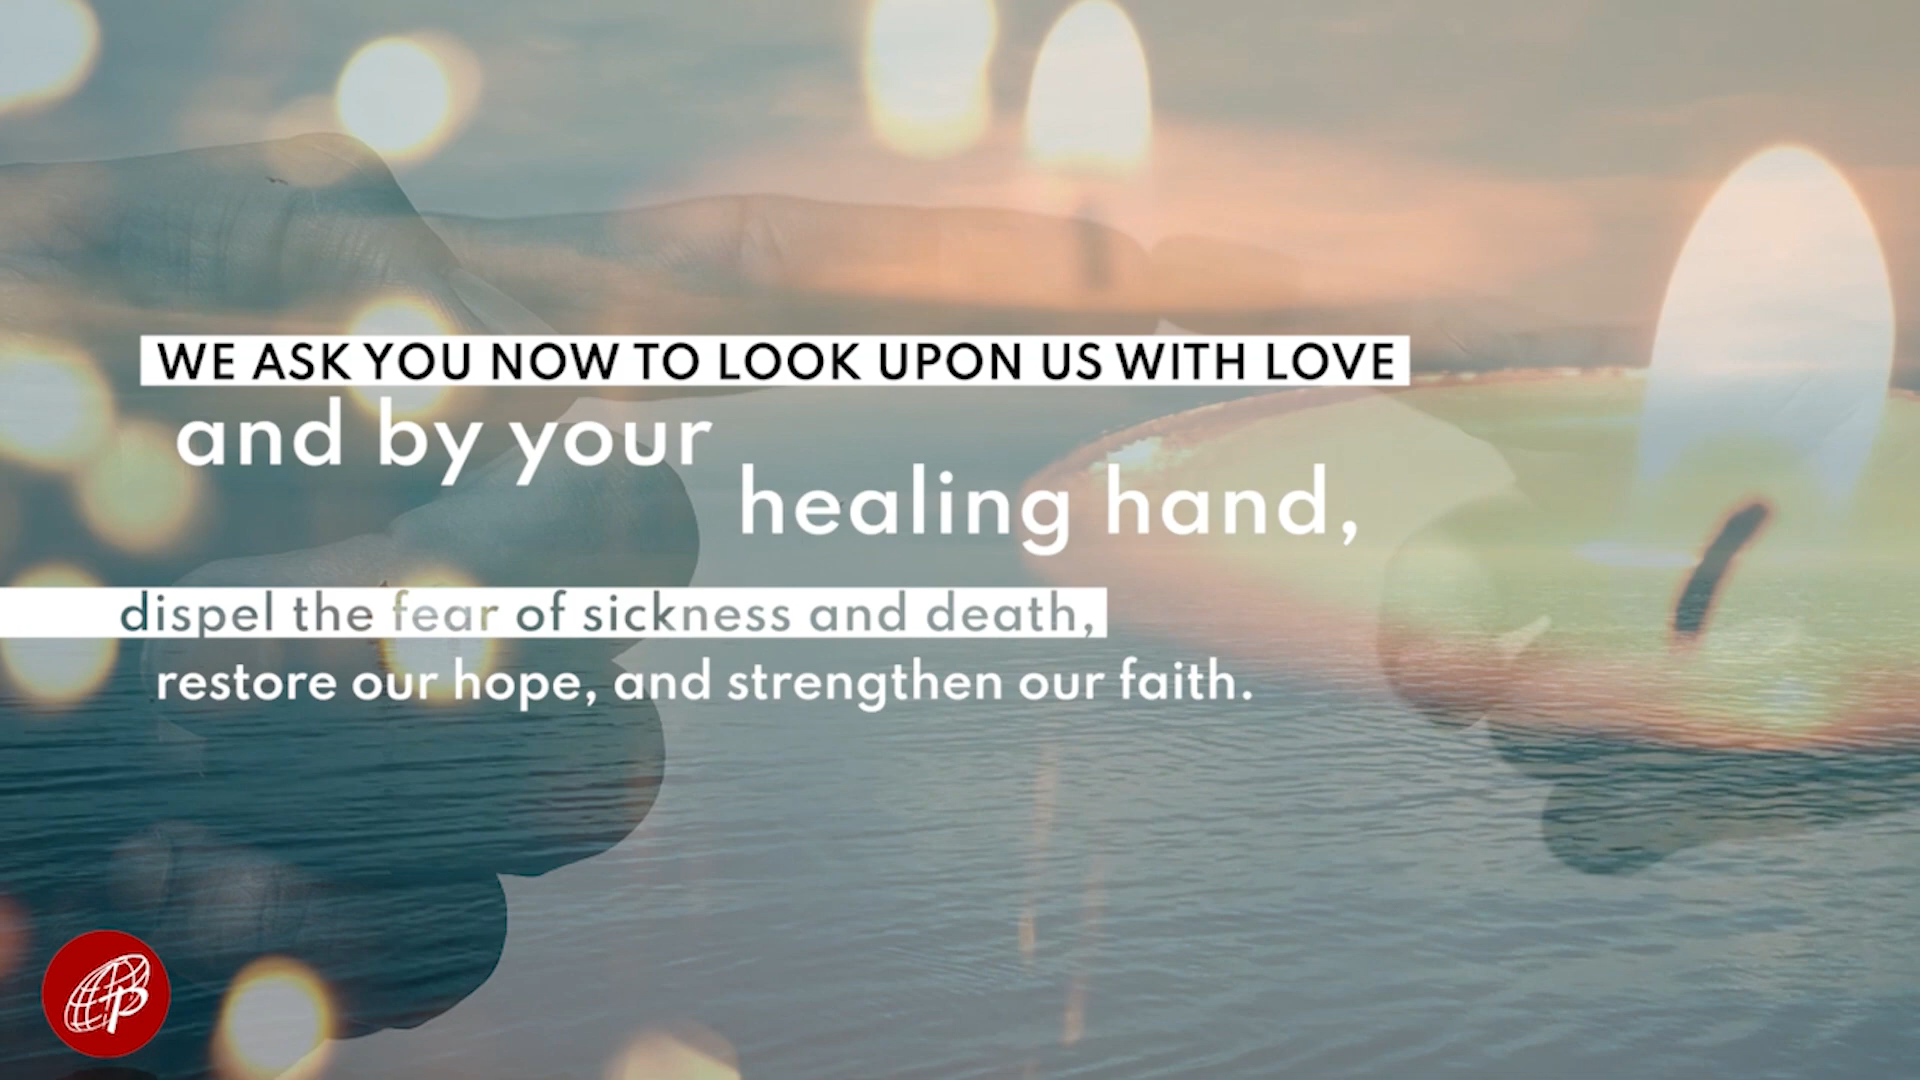 WE ASK YOU NOW TO LOOK UPON US WITH LOVE
and by your
healing hand,
dispel the fear of sickness and death,
restore our hope, and strengthen our faith.